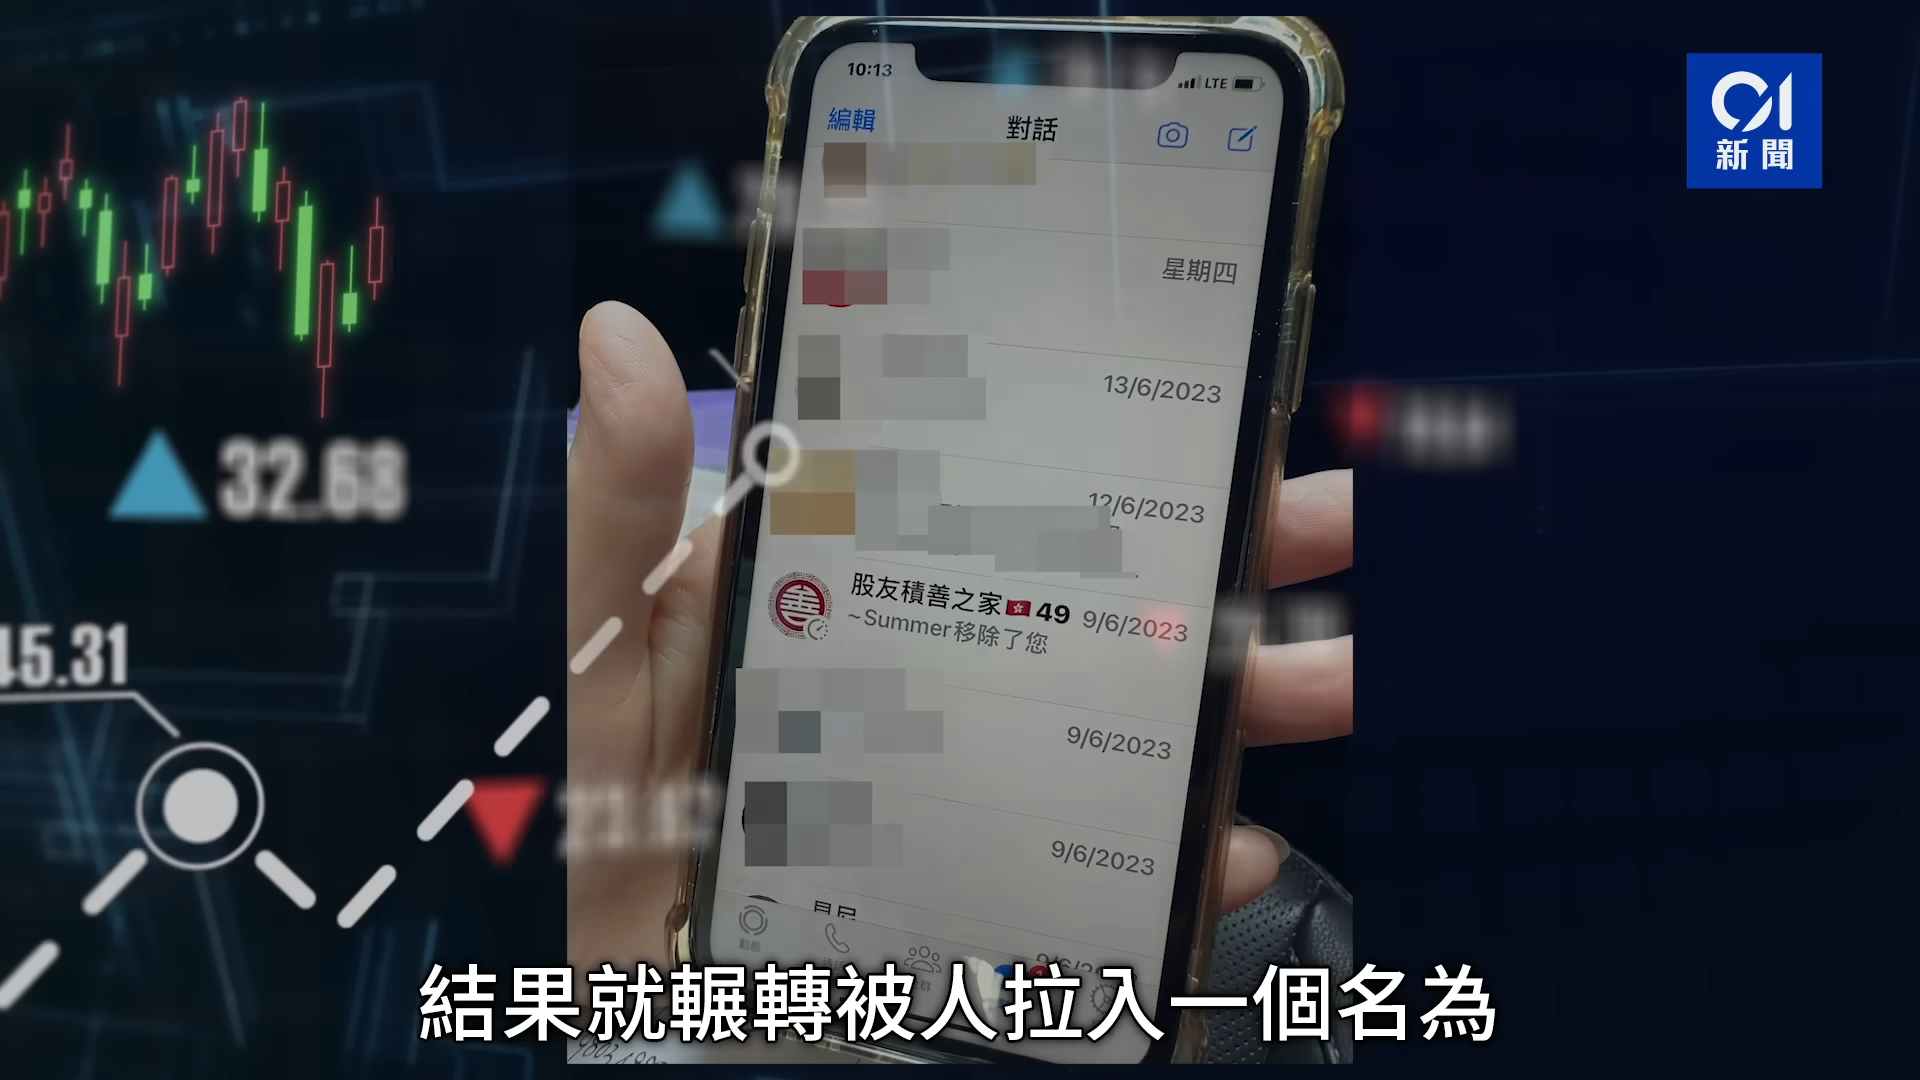 01
新聞
10:13
LTE
編輯
對話
星期四
13/6/2023
12/6/2023
股友積善之家🇭🇰49
9/6/2023
~Summer移除了您
9/6/2023
9/6/2023
動態
32.68
45.31
結果就輾轉被人拉入一個名為